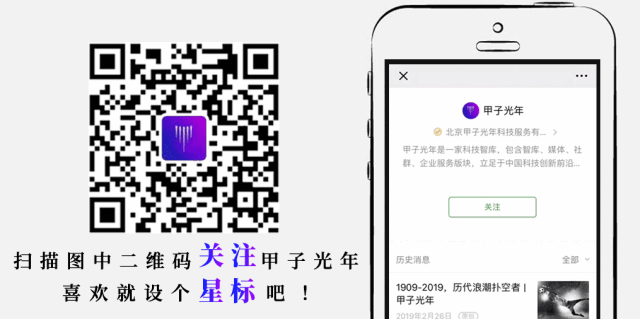 扫描图中二维码关注甲子光年
喜欢就设个星标吧!
甲子光年
北京甲子光年科技服务有...
甲子光年是一家科技智库,包含智库、媒体、社
群、企业服务版块,立足于中国科技创新前沿...
关注
历史消息
全部
1909-2019,历代浪潮扑空者 |
甲子光年
2019年2月26日 原创